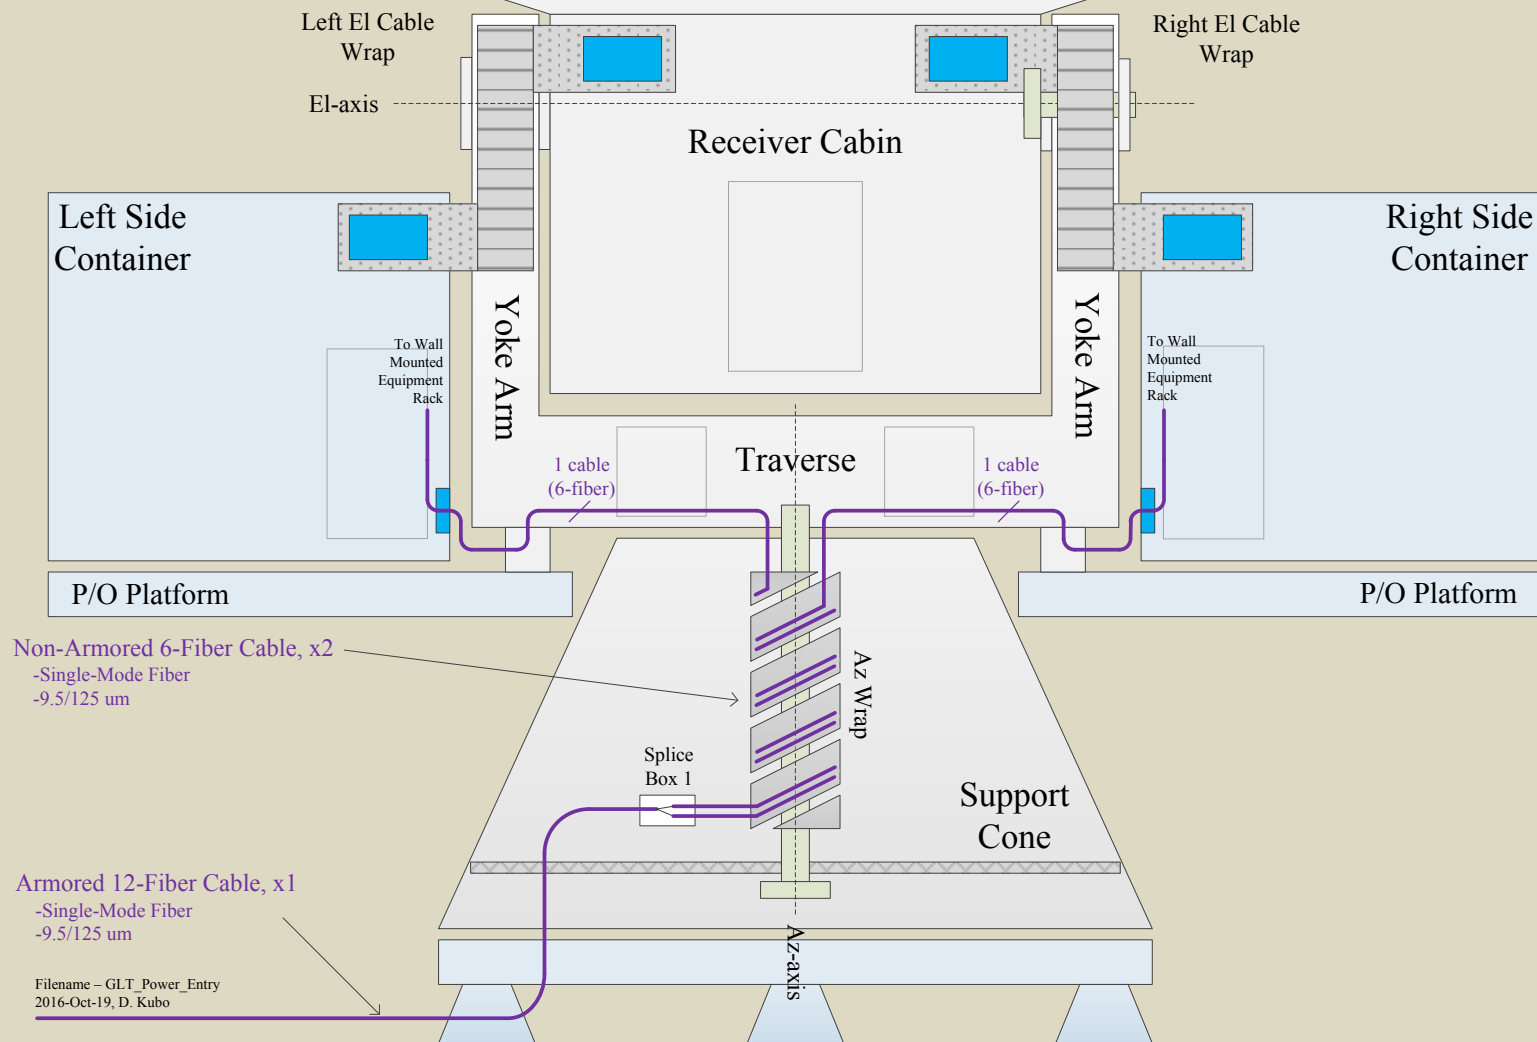 Left El Cable
Wrap
Right El Cable
Wrap
El-axis
Receiver Cabin
Left Side
Container
Right Side
Container
Yoke Arm
Yoke Arm
To Wall
Mounted
Equipment
Rack
To Wall
Mounted
Equipment
Rack
Traverse
1 cable
(6-fiber)
1 cable
(6-fiber)
P/O Platform
P/O Platform
Non-Armored 6-Fiber Cable, x2
-Single-Mode Fiber
-9.5/125 um
Az Wrap
Splice
Box 1
Support
Cone
Armored 12-Fiber Cable, x1
-Single-Mode Fiber
-9.5/125 um
Az-axis
Filename – GLT_Power_Entry
2016-Oct-19, D. Kubo